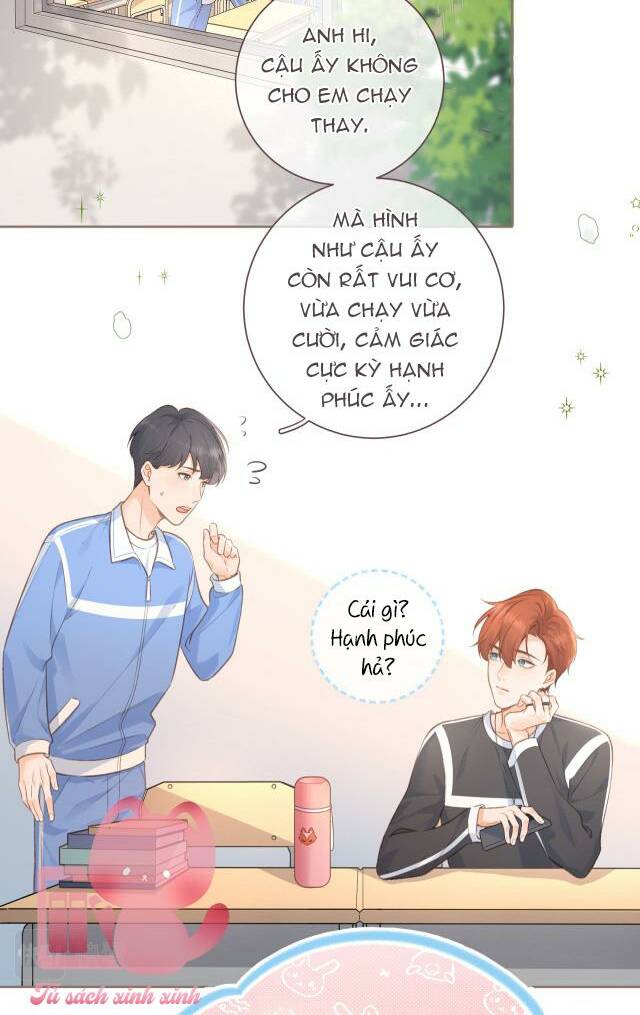 ANH HI,
CẬU ẤY KHÔNG
CHO EM CHẠY
THAY.
MÀ HÌNH
NHƯ CẬU ẤY
CÒN RẤT VUI CƠ,
VỪA CHẠY VỪA
CƯỜI, CẢM GIÁC
CỰC KỲ HẠNH
PHÚC ẤY...
Cái gì?
Hạnh phúc
hả?
Tủ sách xinh xinh